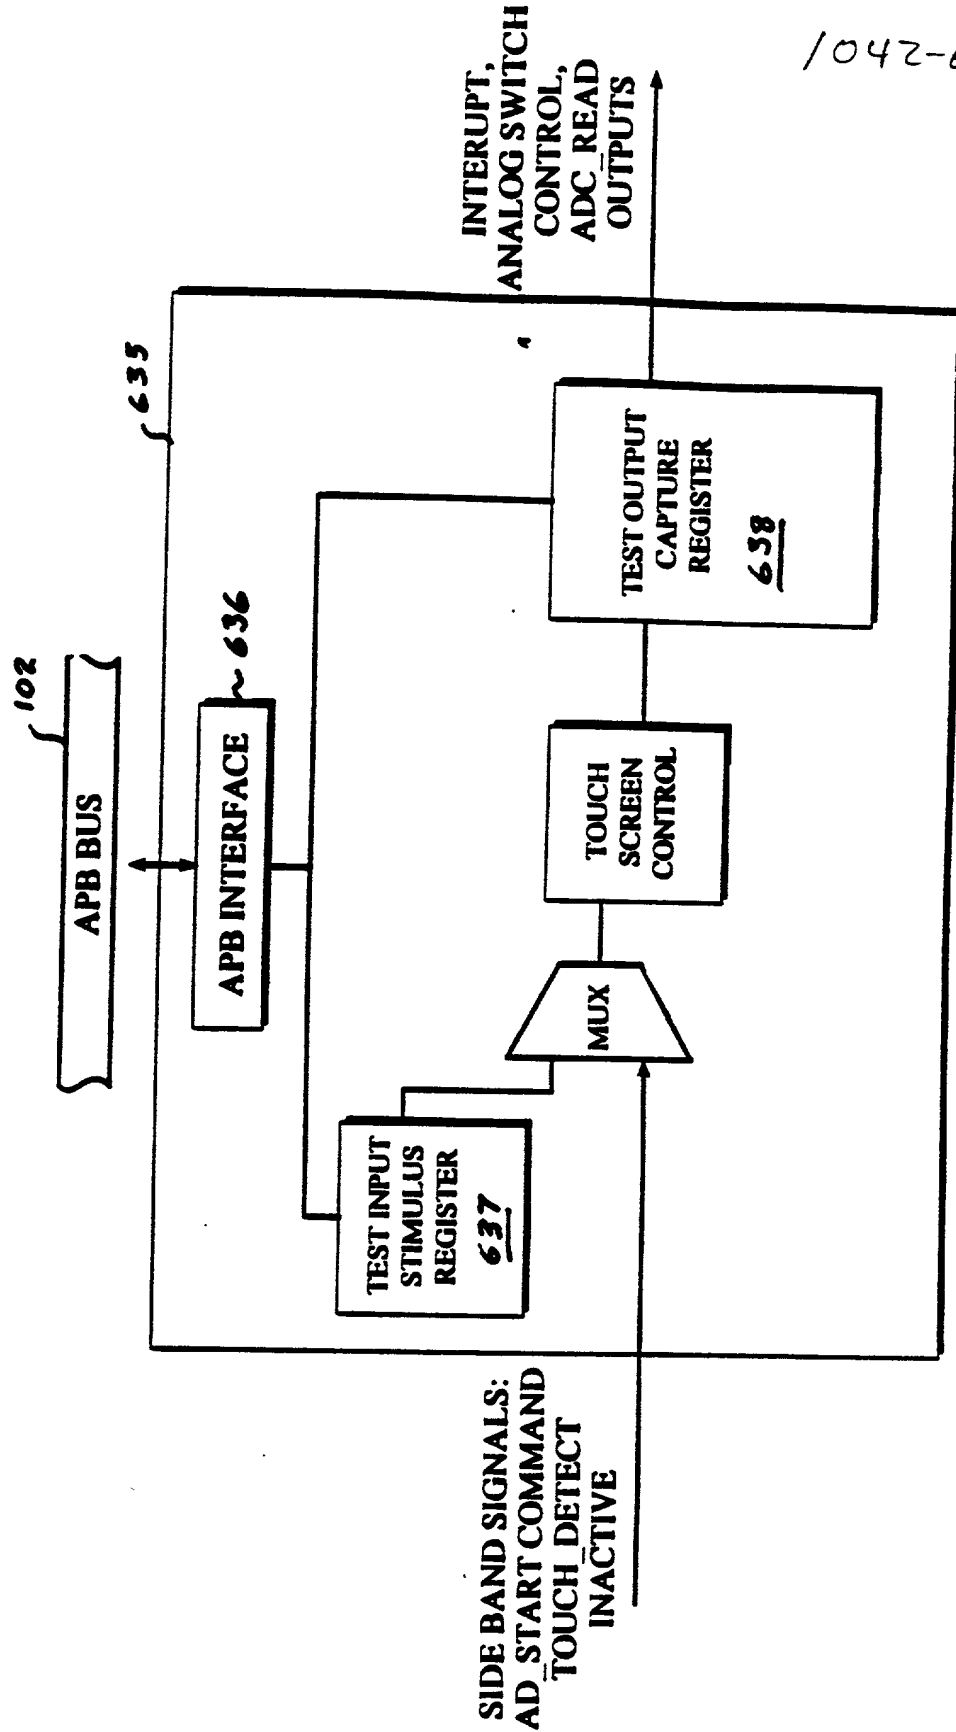 102
APB BUS
635
APB INTERFACE
636
TEST INPUT
STIMULUS
REGISTER
637
MUX
TOUCH
SCREEN
CONTROL
TEST OUTPUT
CAPTURE
REGISTER
638
SIDE BAND SIGNALS:
AD_START COMMAND
TOUCH_DETECT
INACTIVE
INTERUPT,
ANALOG SWITCH
CONTROL,
ADC_READ
OUTPUTS